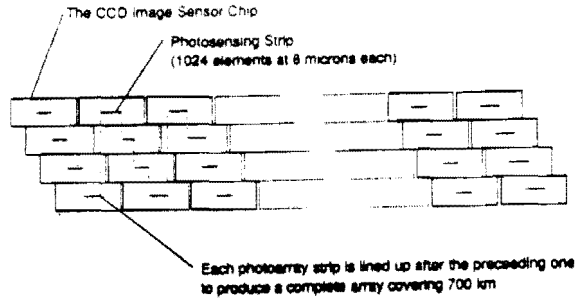 The CCD image Sensor Chip
Photosensing Strip
(1024 elements at 8 microns each)
Each photoarray strip is lined up after the preceeding one
to produce a complete array covering 700 km